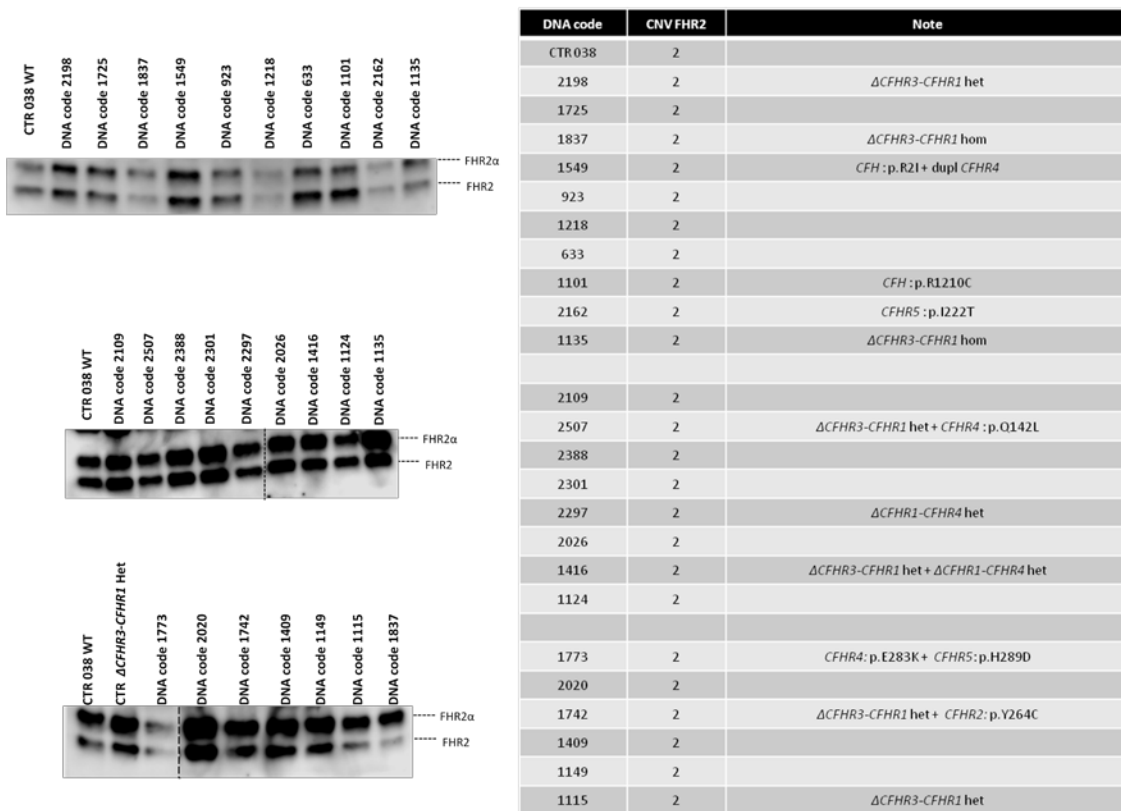 CTR 038 WT
DNA code 2198
DNA code 1725
DNA code 1837
DNA code 1549
DNA code 923
DNA code 1218
DNA code 633
DNA code 1101
DNA code 2162
DNA code 1135
FHR2α
FHR2
CTR 038 WT
DNA code 2109
DNA code 2507
DNA code 2388
DNA code 2301
DNA code 2297
DNA code 2026
DNA code 1416
DNA code 1124
DNA code 1135
FHR2α
FHR2
CTR 038 WT
CTR ΔCFHR3-CFHR1 Het
DNA code 1773
DNA code 2020
DNA code 1742
DNA code 1409
DNA code 1149
DNA code 1115
DNA code 1837
FHR2α
FHR2
DNA code CNV FHR2 Note
CTR 038 2
2198 2 ΔCFHR3-CFHR1 het
1725 2
1837 2 ΔCFHR3-CFHR1 hom
1549 2 CFH : p.R2I + dupl CFHR4
923 2
1218 2
633 2
1101 2 CFH : p.R1210C
2162 2 CFHR5 : p.I222T
1135 2 ΔCFHR3-CFHR1 hom
2109 2
2507 2 ΔCFHR3-CFHR1 het + CFHR4 : p.Q142L
2388 2
2301 2
2297 2 ΔCFHR1-CFHR4 het
2026 2
1416 2 ΔCFHR3-CFHR1 het + ΔCFHR1-CFHR4 het
1124 2
1773 2 CFHR4: p.E283K + CFHR5: p.H289D
2020 2
1742 2 ΔCFHR3-CFHR1 het + CFHR2: p.Y264C
1409 2
1149 2
1115 2 ΔCFHR3-CFHR1 het